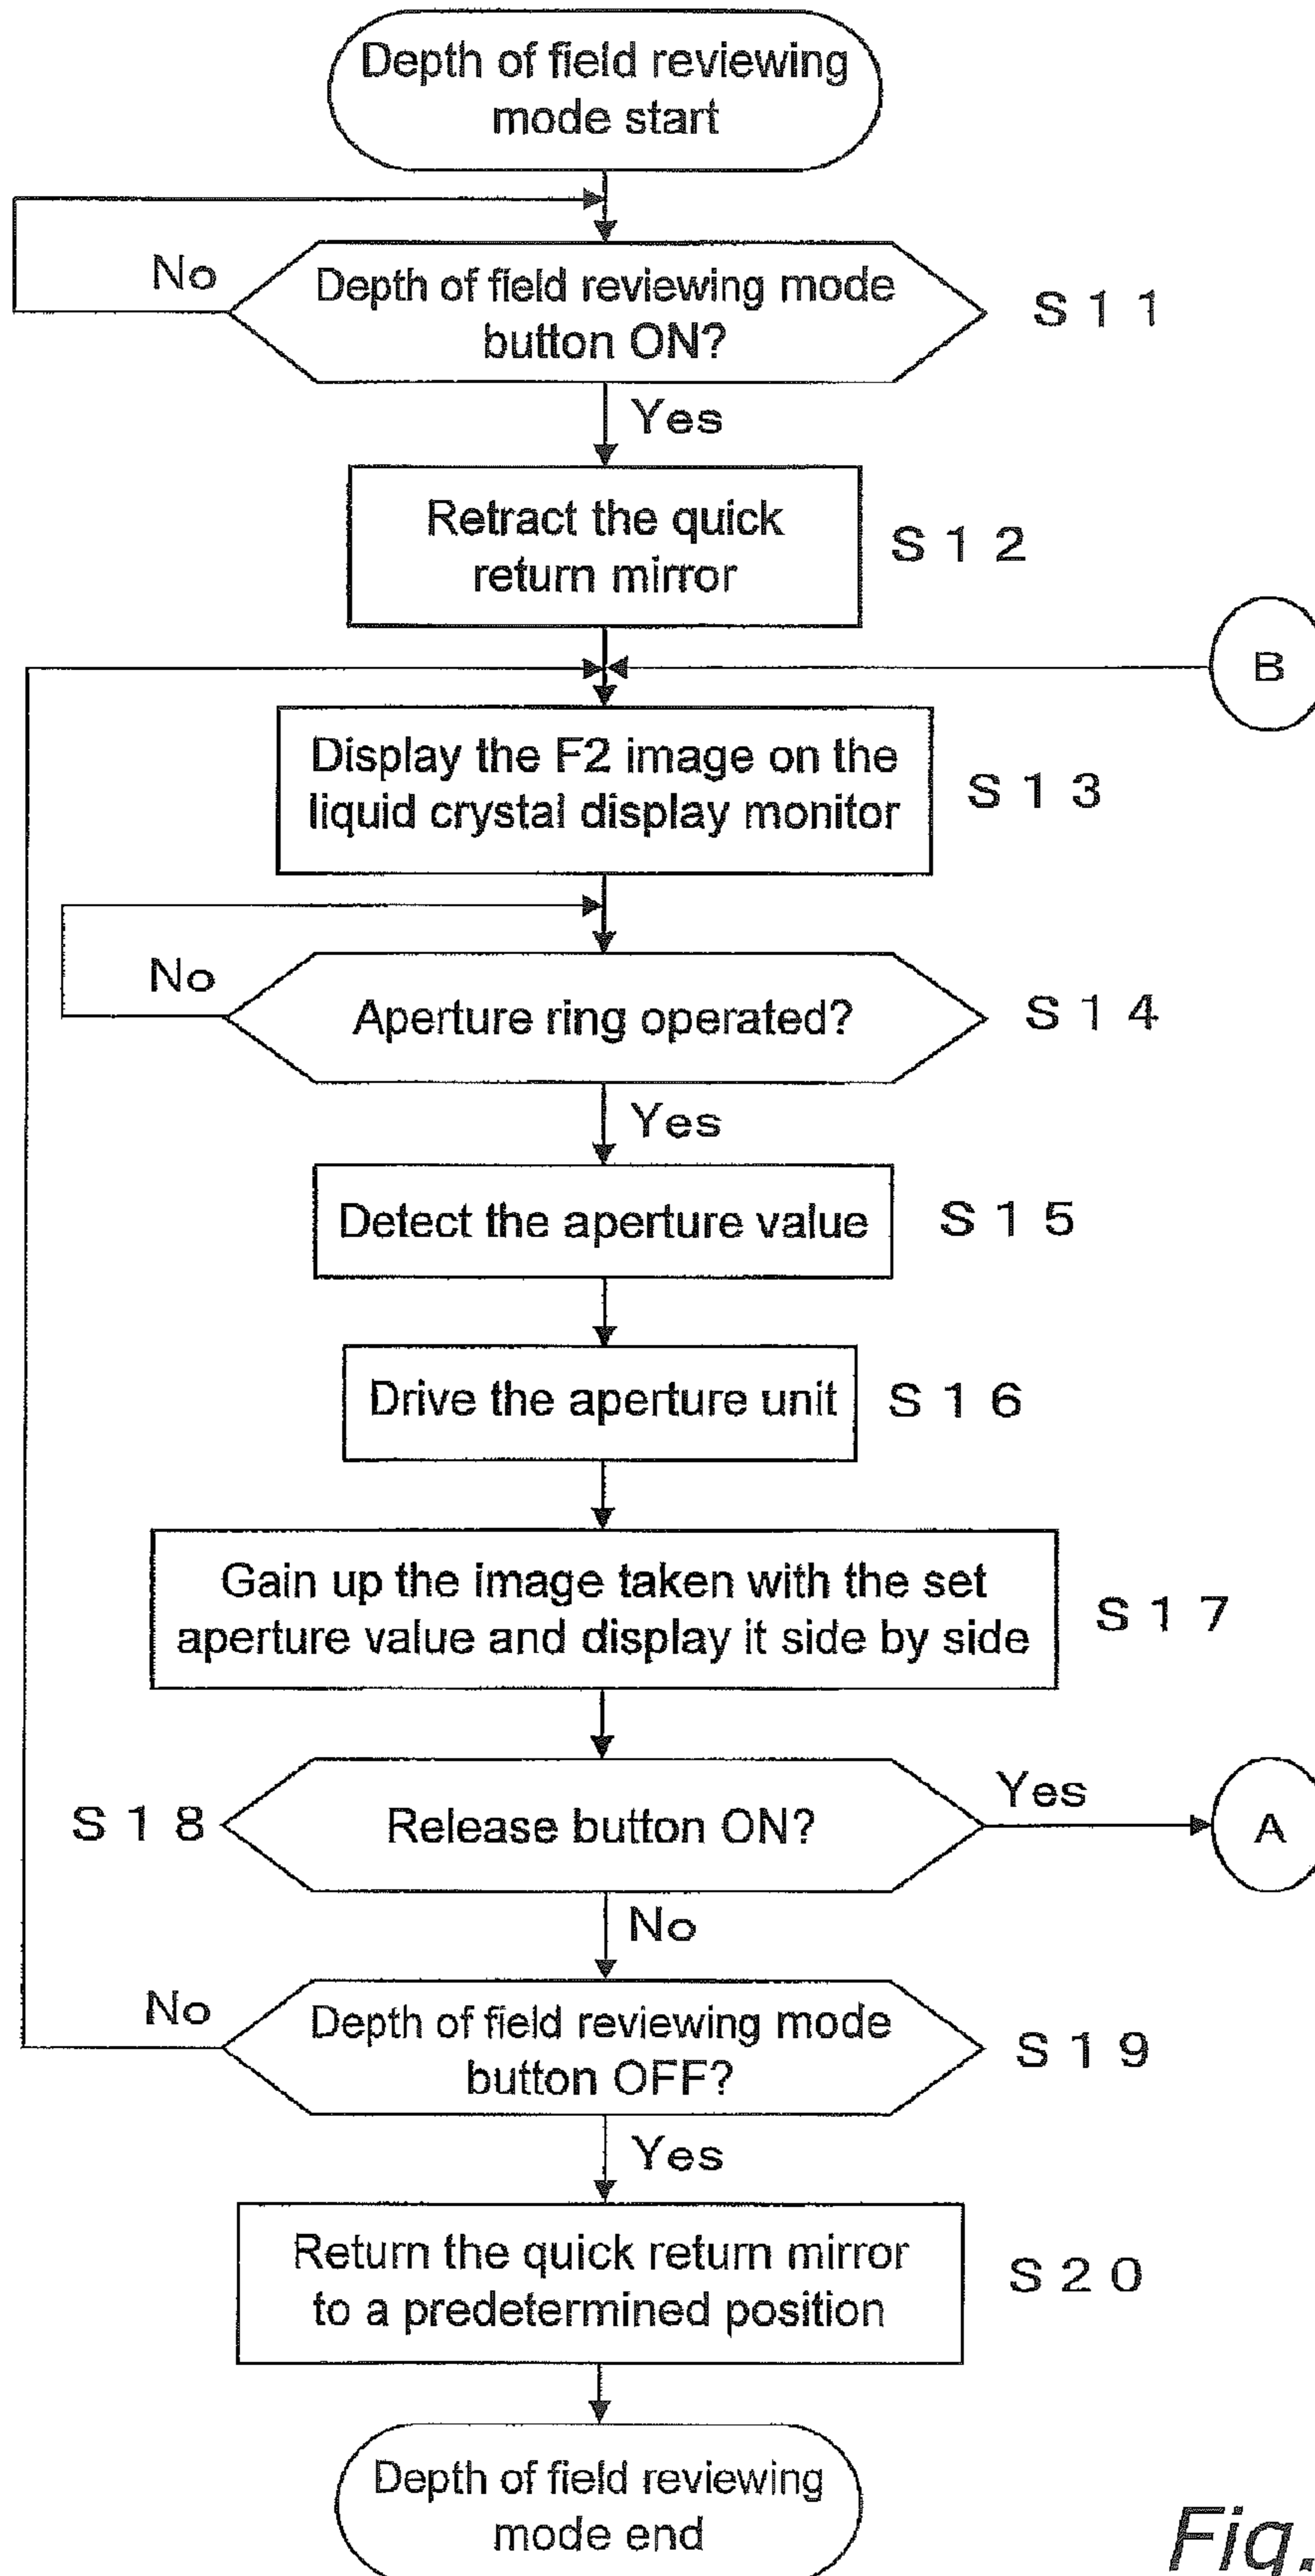 Depth of field reviewing
mode start
No
Depth of field reviewing mode
button ON?
S 1 1
Yes
Retract the quick
return mirror
S 1 2
B
Display the F2 image on the
liquid crystal display monitor
S 1 3
No
Aperture ring operated?
S 1 4
Yes
Detect the aperture value
S 1 5
Drive the aperture unit
S 1 6
Gain up the image taken with the set
aperture value and display it side by side
S 1 7
S 1 8
Release button ON?
Yes
A
No
No
Depth of field reviewing mode
button OFF?
S 1 9
Yes
Return the quick return mirror
to a predetermined position
S 2 0
Depth of field reviewing
mode end
Fig.